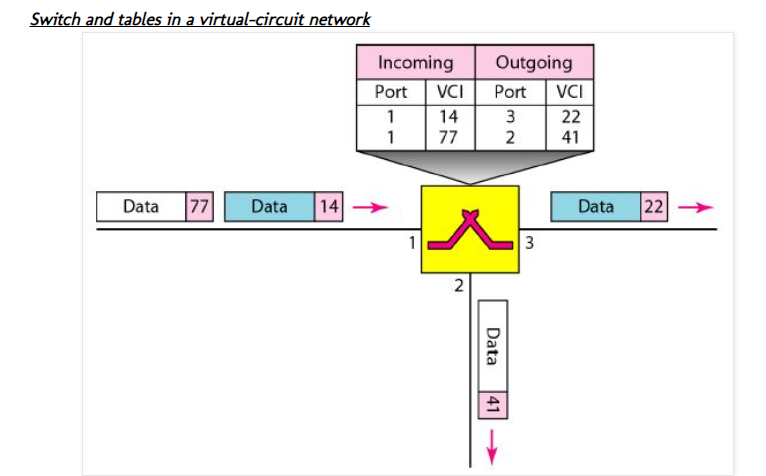 Switch and tables in a virtual-circuit network
Incoming Outgoing
Port VCI Port VCI
1 14 3 22
1 77 2 41
Data 77 Data 14 Data 22
1 3
2
Data 41